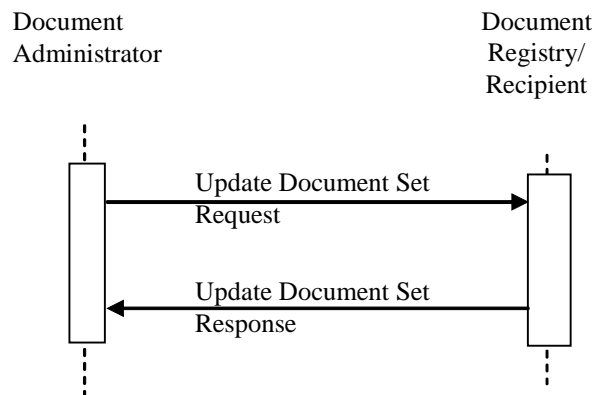 Document
Administrator
Document
Registry/
Recipient
Update Document Set
Request
Update Document Set
Response